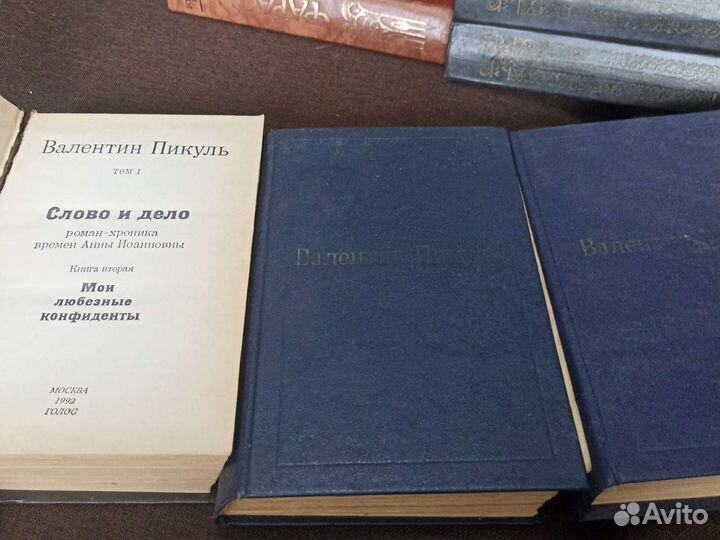 Валентин Пикуль
ТОМ I
Слово и дело
роман-хроника
времен Анны Иоанновны
Книга вторая
Мои
любезные
конфиденты
МОСКВА
1992
ГОЛОС
Валентин Пикуль
Avito